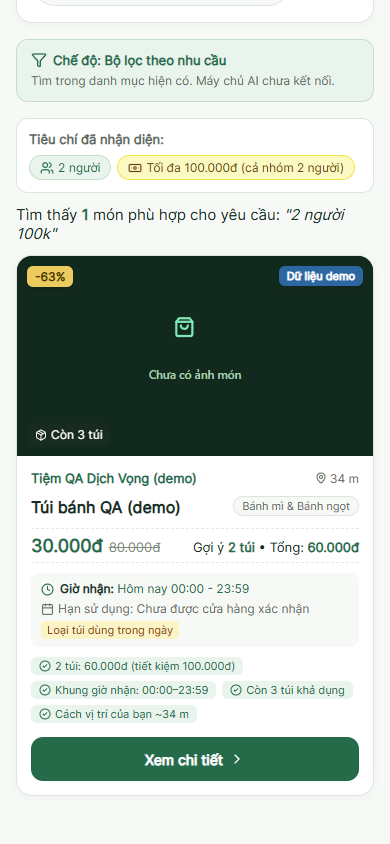 Chế độ: Bộ lọc theo nhu cầu
Tìm trong danh mục hiện có. Máy chủ AI chưa kết nối.
Tiêu chí đã nhận diện:
2 người
Tối đa 100.000đ (cả nhóm 2 người)
Tìm thấy 1 món phù hợp cho yêu cầu: "2 người
100k"
-63%
Dữ liệu demo
Chưa có ảnh món
Còn 3 túi
Tiệm QA Dịch Vọng (demo)
34 m
Túi bánh QA (demo)
Bánh mì & Bánh ngọt
30.000đ 80.000đ
Gợi ý 2 túi • Tổng: 60.000đ
Giờ nhận: Hôm nay 00:00 - 23:59
Hạn sử dụng: Chưa được cửa hàng xác nhận
Loại túi dùng trong ngày
2 túi: 60.000đ (tiết kiệm 100.000đ)
Khung giờ nhận: 00:00–23:59
Còn 3 túi khả dụng
Cách vị trí của bạn ~34 m
Xem chi tiết